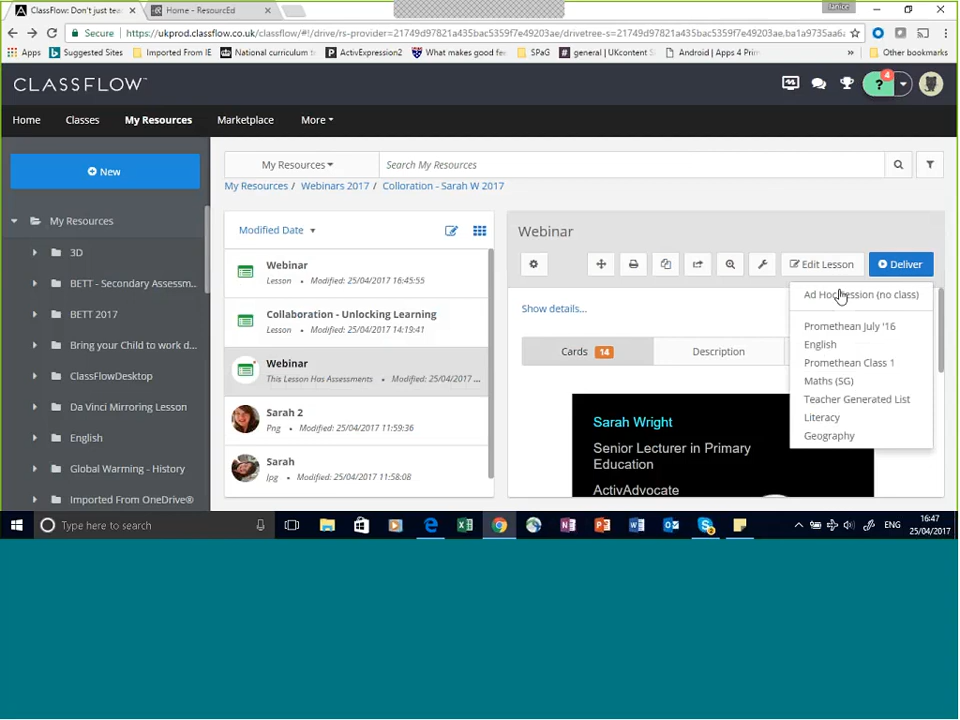 ClassFlow: Don't just tea
Home - ResourcEd
Janice
Secure
https://ukprod.classflow.co.uk/classflow/#!/drive/rs-provider=21749d97821a435aa5f6efd2d5110e7f49203ef/drivetree-s=21749d97821a435aa5f6efd2d5110e7f49203ef.ba1a9735aa6a
Apps
Suggested Sites
Imported From IE
National curriculum
ActivExpression2
What makes good fee
SPaG
general | UKcontent
Android | Apps 4 Prim
»
Other bookmarks
CLASSFLOW™
? 4
Home
Classes
My Resources
Marketplace
More
New
My Resources
Search My Resources
My Resources / Webinars 2017 / Colloration - Sarah W 2017
My Resources
3D
BETT - Secondary Assessm...
BETT 2017
Bring your Child to work d...
ClassFlowDesktop
Da Vinci Mirroring Lesson
English
Global Warming - History
Imported From OneDrive®
Modified Date
Webinar
Lesson • Modified: 25/04/2017 16:45:55
Collaboration - Unlocking Learning
Lesson • Modified: 25/04/2017 14:19:41
Webinar
This Lesson Has Assessments • Modified: 25/04/2017 ...
Sarah 2
Png • Modified: 25/04/2017 11:59:36
Sarah
Jpg • Modified: 25/04/2017 11:58:08
Webinar
Edit Lesson
Deliver
Show details...
Cards 14
Description
Ad Hoc Session (no class)
Promethean July '16
English
Promethean Class 1
Maths (SG)
Teacher Generated List
Literacy
Geography
Sarah Wright
Senior Lecturer in Primary
Education
ActivAdvocate
Type here to search
ENG
16:47
25/04/2017